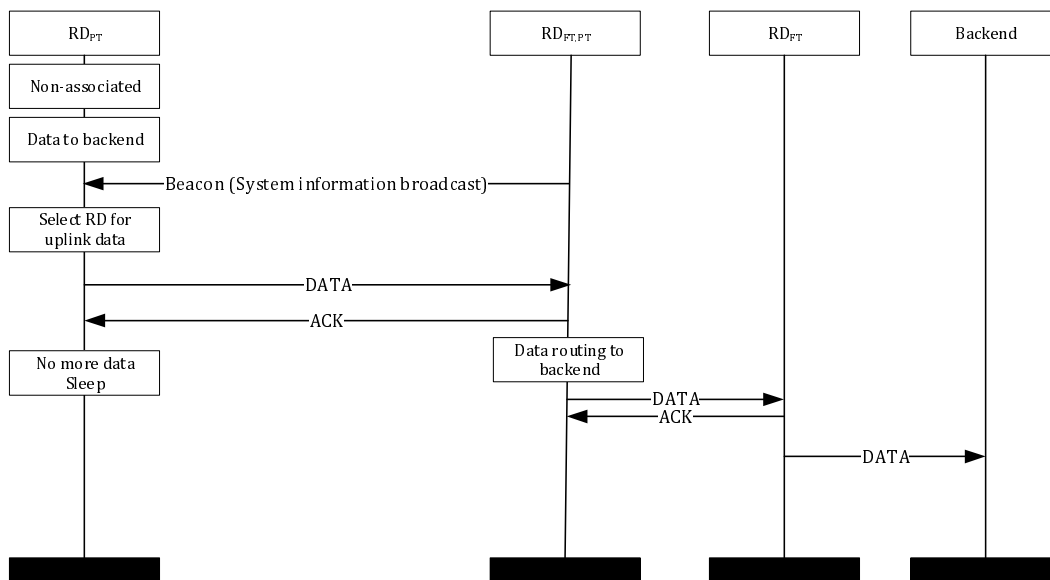 RDPT
RDFT,PT
RDFT
Backend
Non-associated
Data to backend
Beacon (System information broadcast)
Select RD for
uplink data
DATA
ACK
No more data
Sleep
Data routing to
backend
DATA
ACK
DATA